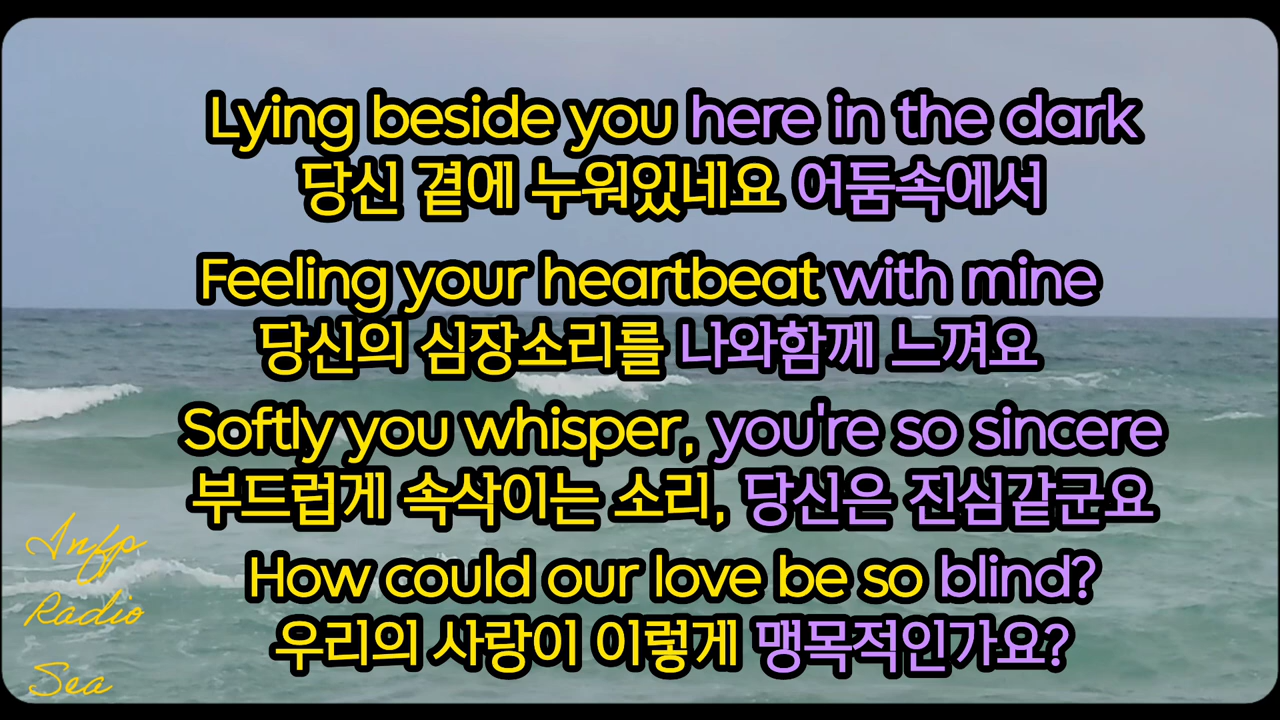 Lying beside you here in the dark
당신 곁에 누워있네요 어둠속에서
Feeling your heartbeat with mine
당신의 심장소리를 나와함께 느껴요
Softly you whisper, you're so sincere
부드럽게 속삭이는 소리, 당신은 진심같군요
How could our love be so blind?
우리의 사랑이 이렇게 맹목적인가요?
Infp
Radio
Sea